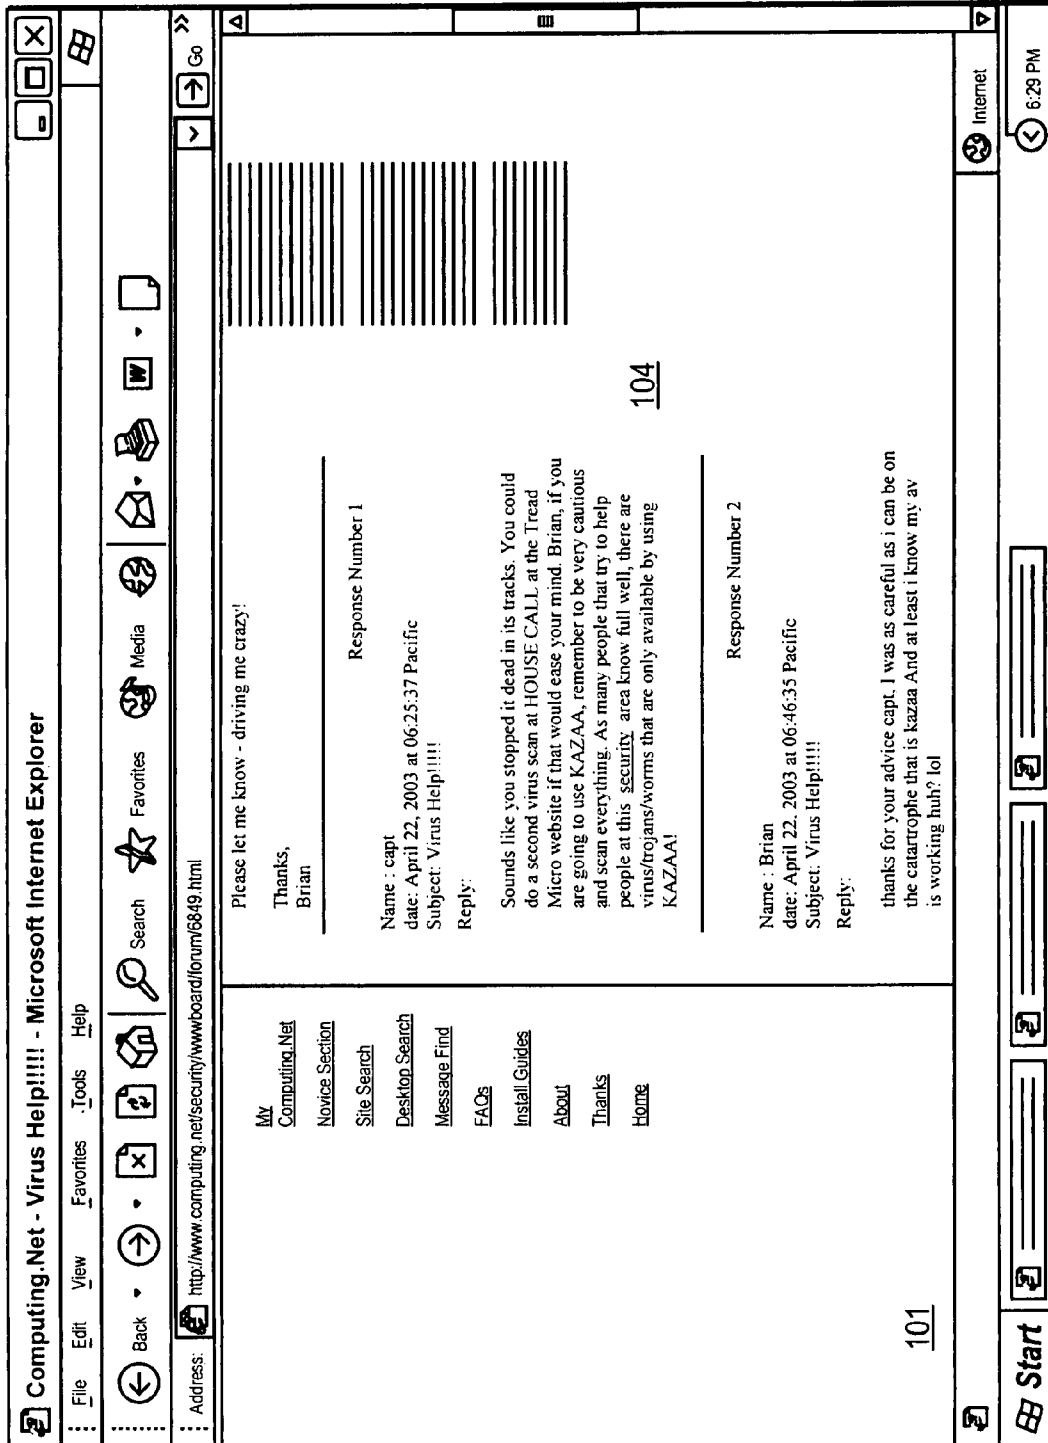 Computing.Net - Virus Help!!!!! - Microsoft Internet Explorer
File Edit View Favorites .Tools Help
Back Search Favorites Media W
Address: http://www.computing.net/security/wwwboard/forum/6849.html Go
My
Computing.Net
Novice Section
Site Search
Desktop Search
Message Find
FAQs
Install Guides
About
Thanks
Home
101
Please let me know - driving me crazy!
Thanks,
Brian
Response Number 1
Name : capt
date: April 22, 2003 at 06:25:37 Pacific
Subject: Virus Help!!!!!
Reply:
Sounds like you stopped it dead in its tracks. You could
do a second virus scan at HOUSE CALL at the Tread
Micro website if that would ease your mind. Brian, if you
are going to use KAZAA, remember to be very cautious
and scan everything. As many people that try to help
people at this security area know full well, there are
virus/trojans/worms that are only available by using
KAZAA!
104
Response Number 2
Name : Brian
date: April 22. 2003 at 06:46:35 Pacific
Subject: Virus Help!!!!!
Reply:
thanks for your advice capt, I was as careful as i can be on
the catartrophe that is kazaa And at least i know my av
is working huh? lol
Internet
Start
6:29 PM